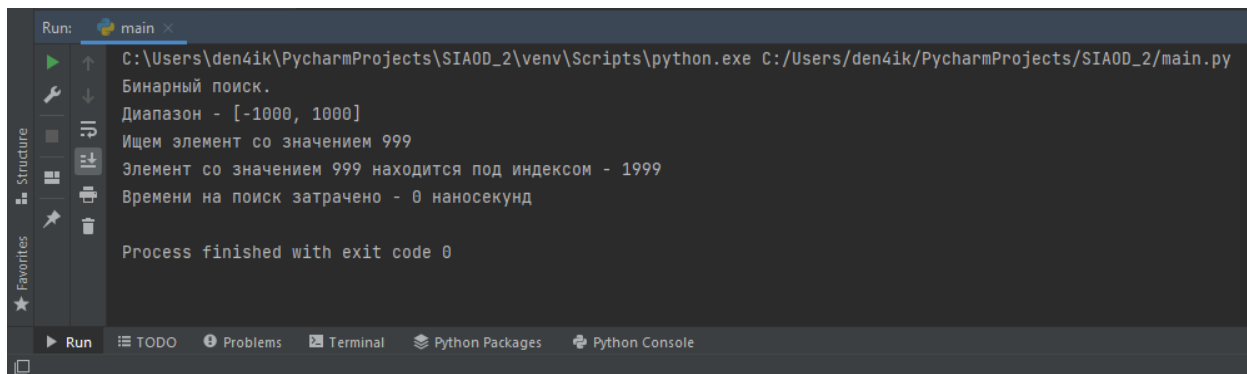 Run: main
C:\Users\den4ik\PycharmProjects\SIAOD_2\venv\Scripts\python.exe C:/Users/den4ik/PycharmProjects/SIAOD_2/main.py
Бинарный поиск.
Диапазон - [-1000, 1000]
Ищем элемент со значением 999
Элемент со значением 999 находится под индексом - 1999
Времени на поиск затрачено - 0 наносекунд
Process finished with exit code 0
Structure
Favorites
Run TODO Problems Terminal Python Packages Python Console